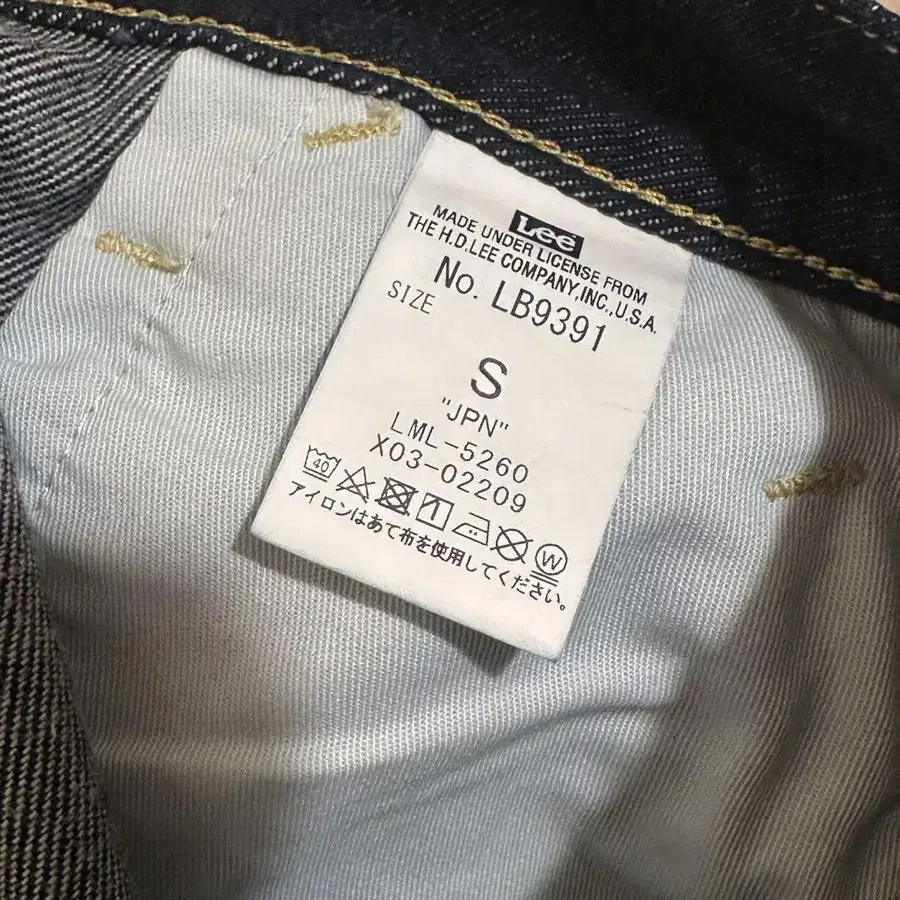 Lee
MADE UNDER LICENSE FROM
THE H.D.LEE COMPANY,INC.,U.S.A.
No. LB9391
SIZE
S
"JPN"
LML-5260
X03-02209
40
W
アイロンはあて布を使用してください。